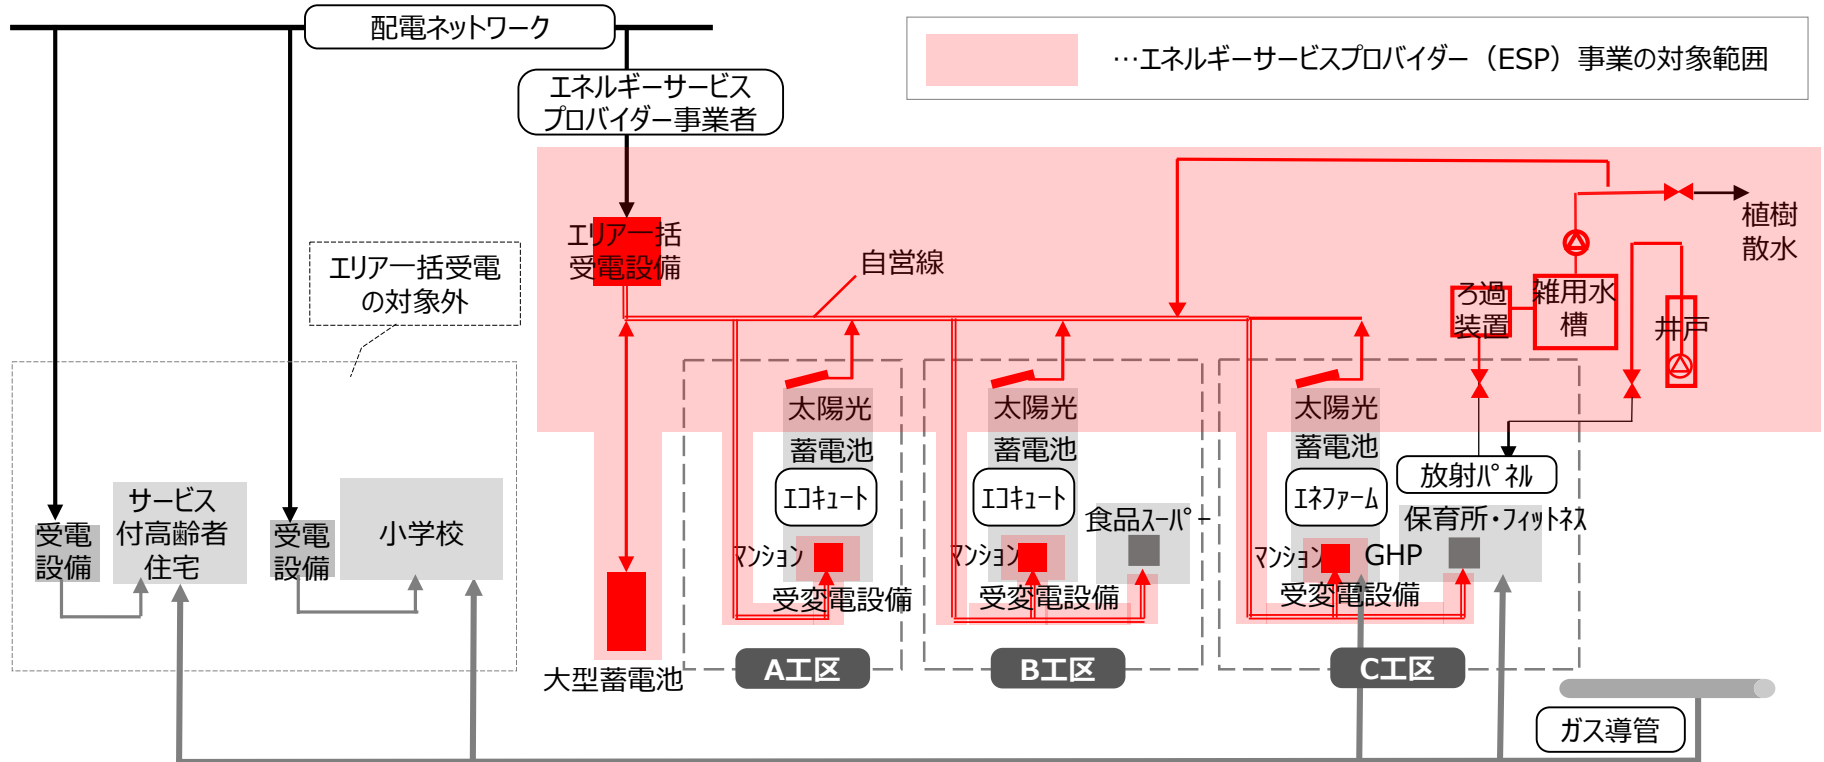 配電ネットワーク
…エネルギーサービスプロバイダー（ESP）事業の対象範囲
エネルギーサービス
プロバイダー事業者
エリア一括
受電設備
自営線
エリア一括受電
の対象外
植樹
散水
ろ過
装置
雑用水
槽
井戸
太陽光
蓄電池
エコキュート
マンション
受変電設備
太陽光
蓄電池
エコキュート
マンション
食品スーパー
受変電設備
太陽光
蓄電池
エネファーム
マンション
GHP
受変電設備
放射パネル
保育所・フィットネス
受電
設備
サービス
付高齢者
住宅
受電
設備
小学校
大型蓄電池
A工区
B工区
C工区
ガス導管